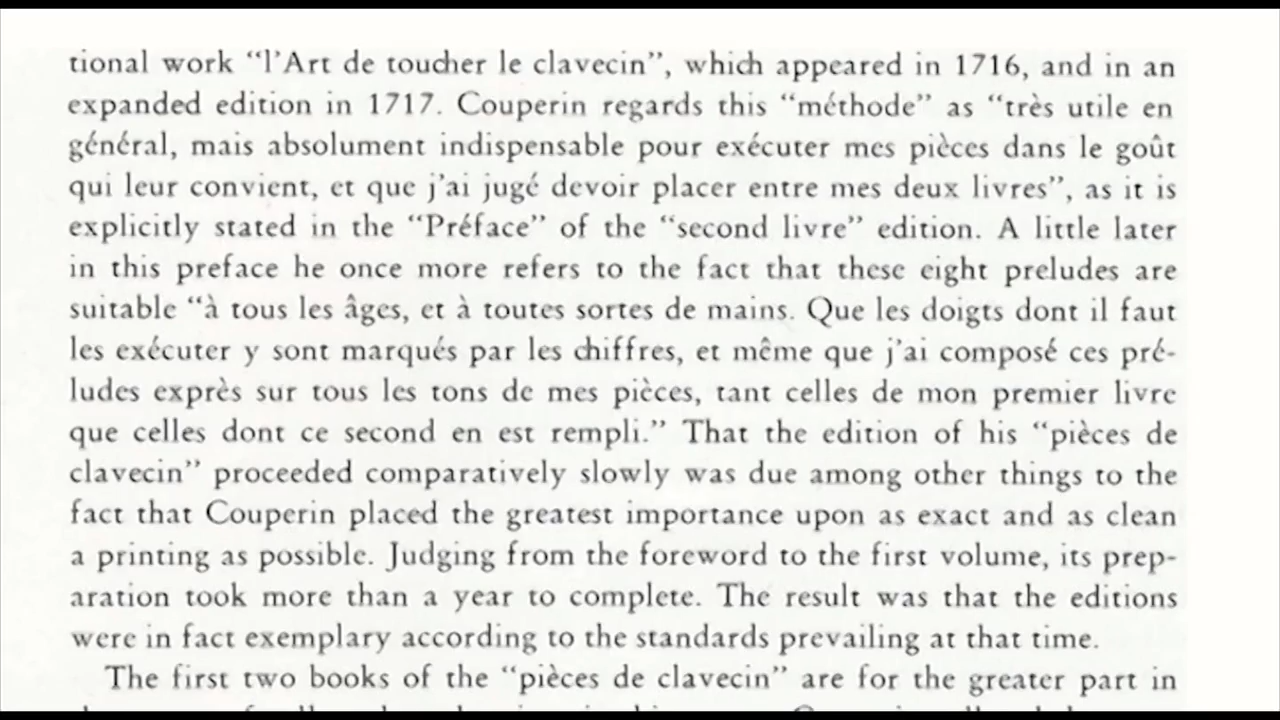 tional work “l’Art de toucher le clavecin”, which appeared in 1716, and in an
expanded edition in 1717. Couperin regards this “méthode” as “très utile en
général, mais absolument indispensable pour exécuter mes pièces dans le goût
qui leur convient, et que j’ai jugé devoir placer entre mes deux livres”, as it is
explicitly stated in the “Préface” of the “second livre” edition. A little later
in this preface he once more refers to the fact that these eight preludes are
suitable “à tous les âges, et à toutes sortes de mains. Que les doigts dont il faut
les exécuter y sont marqués par les chiffres, et même que j’ai composé ces pré-
ludes exprès sur tous les tons de mes pièces, tant celles de mon premier livre
que celles dont ce second en est rempli.” That the edition of his “pièces de
clavecin” proceeded comparatively slowly was due among other things to the
fact that Couperin placed the greatest importance upon as exact and as clean
a printing as possible. Judging from the foreword to the first volume, its prep-
aration took more than a year to complete. The result was that the editions
were in fact exemplary according to the standards prevailing at that time.
The first two books of the “pièces de clavecin” are for the greater part in